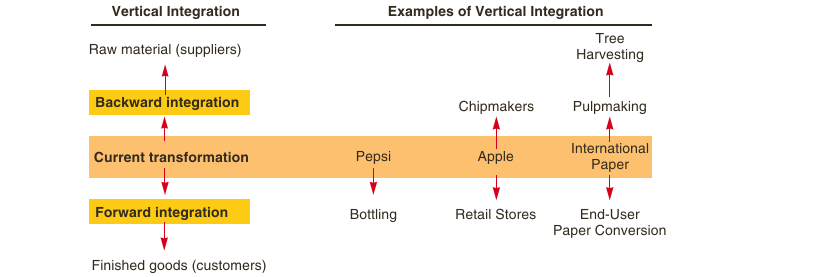 Vertical Integration
Examples of Vertical Integration
Raw material (suppliers)
Tree
Harvesting
Backward integration
Chipmakers
Pulpmaking
Current transformation
Pepsi
Apple
International
Paper
Forward integration
Bottling
Retail Stores
End-User
Paper Conversion
Finished goods (customers)